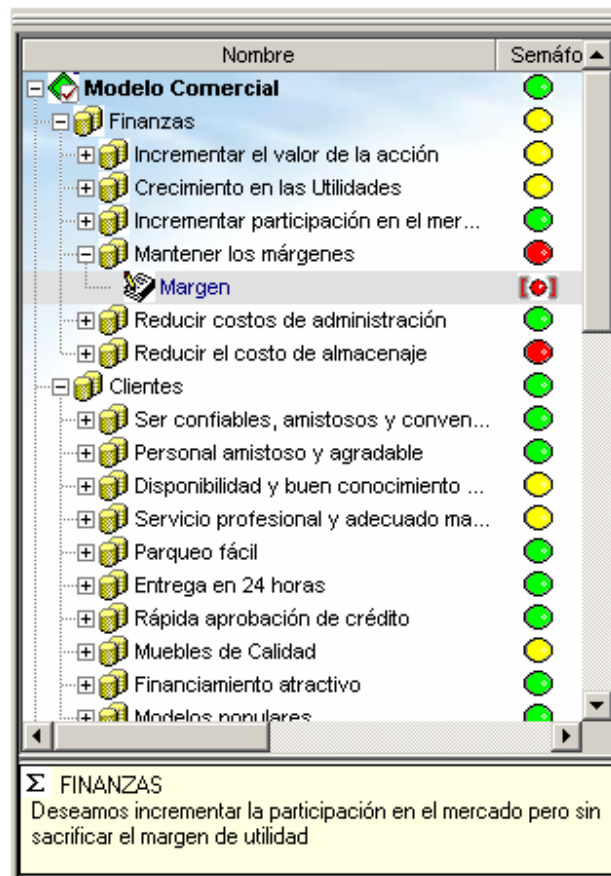 Nombre Semáfo
Modelo Comercial
Finanzas
Incrementar el valor de la acción
Crecimiento en las Utilidades
Incrementar participación en el mer...
Mantener los márgenes
Margen
Reducir costos de administración
Reducir el costo de almacenaje
Clientes
Ser confiables, amistosos y conven...
Personal amistoso y agradable
Disponibilidad y buen conocimiento ...
Servicio profesional y adecuado ma...
Parqueo fácil
Entrega en 24 horas
Rápida aprobación de crédito
Muebles de Calidad
Financiamiento atractivo
Modelos populares
Σ FINANZAS
Deseamos incrementar la participación en el mercado pero sin
sacrificar el margen de utilidad